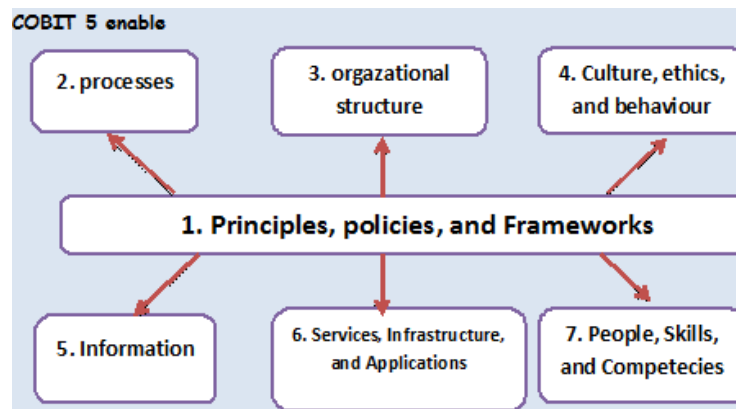 COBIT 5 enable
2. processes
3. orgazational
structure
4. Culture, ethics,
and behaviour
1. Principles, policies, and Frameworks
5. Information
6. Services, Infrastructure,
and Applications
7. People, Skills,
and Competecies